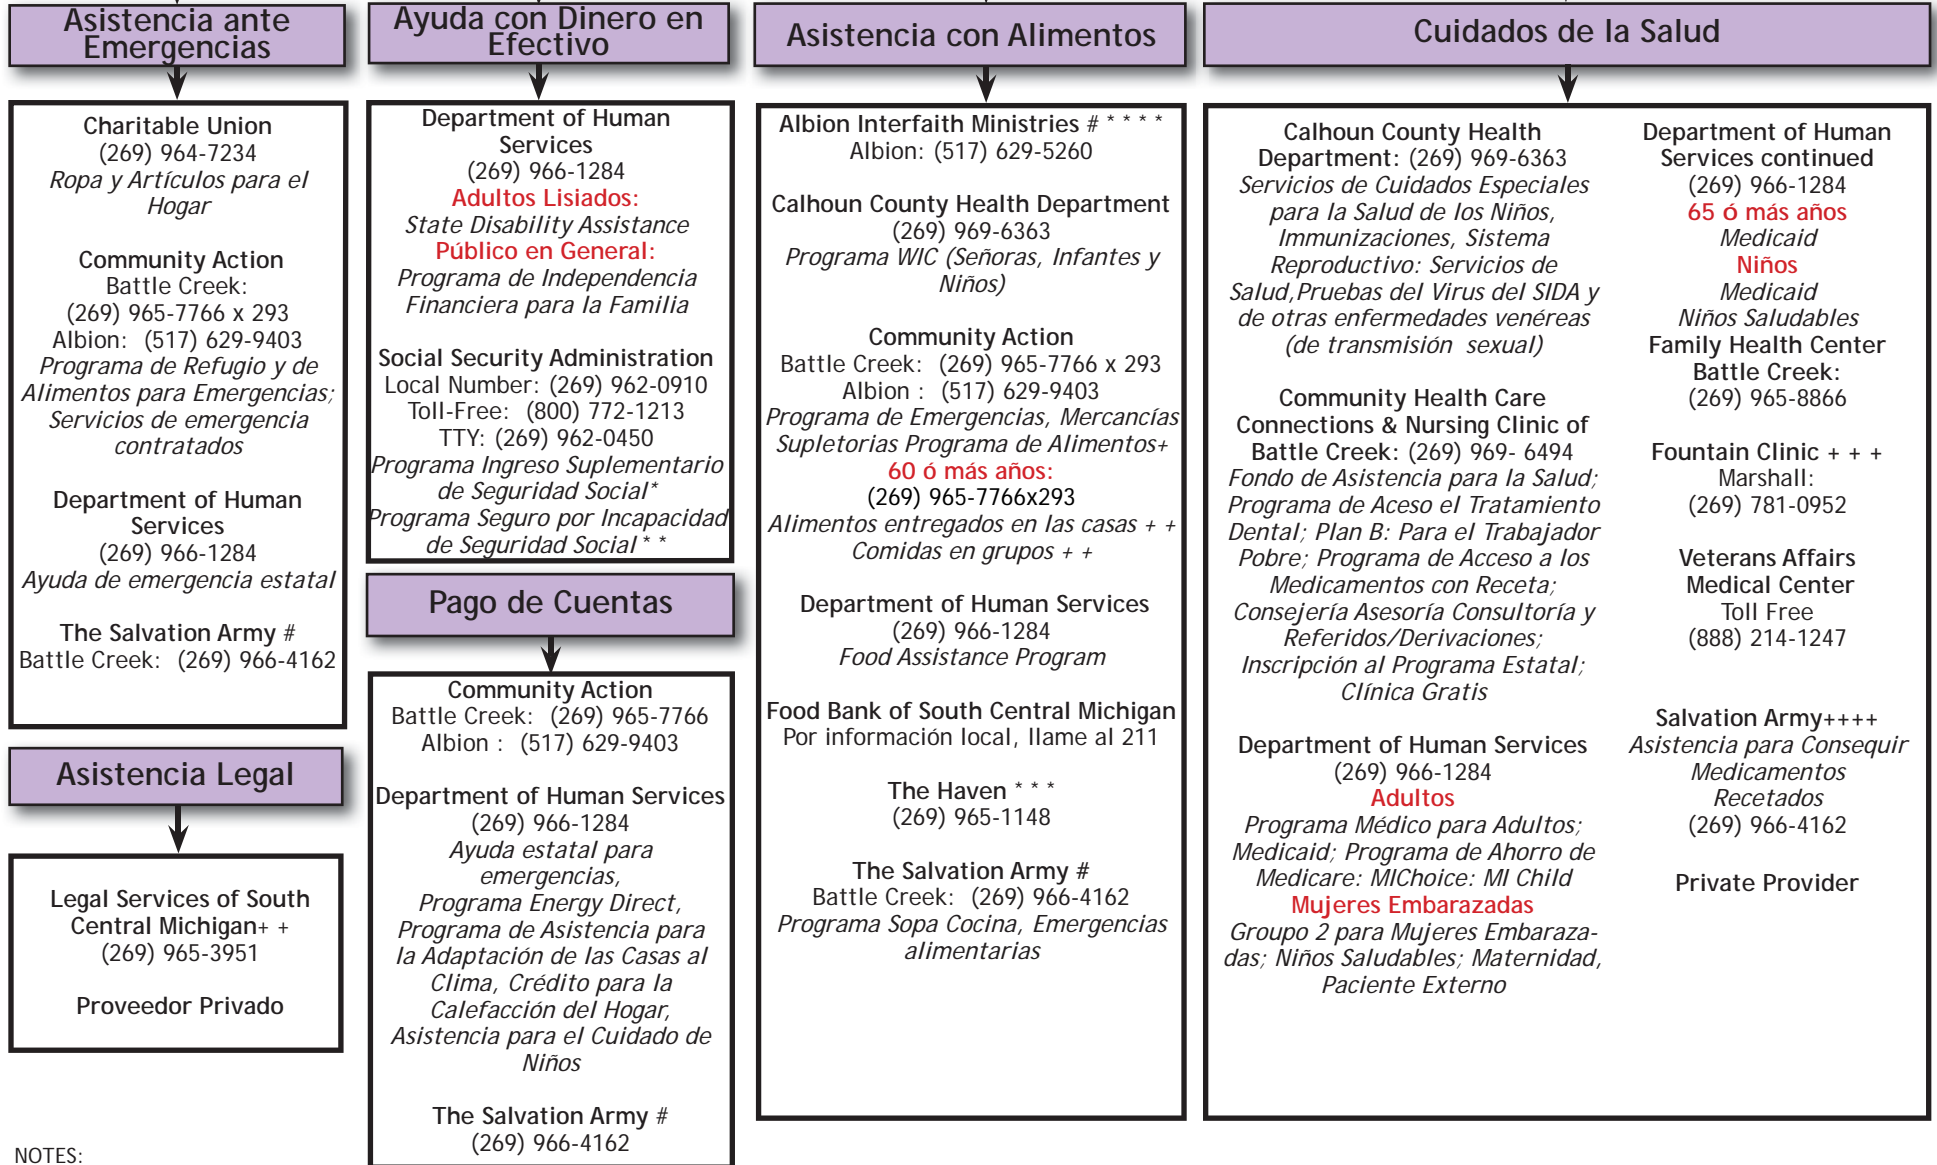 Asistencia ante
Emergencias
Charitable Union
(269) 964-7234
Ropa y Artículos para el
Hogar
Community Action
Battle Creek:
(269) 965-7766 x 293
Albion: (517) 629-9403
Programa de Refugio y de
Alimentos para Emergencias;
Servicios de emergencia
contratados
Department of Human
Services
(269) 966-1284
Ayuda de emergencia estatal
The Salvation Army #
Battle Creek: (269) 966-4162
Asistencia Legal
Legal Services of South
Central Michigan+ +
(269) 965-3951
Proveedor Privado
NOTES:
Ayuda con Dinero en
Efectivo
Department of Human
Services
(269) 966-1284
Adultos Lisiados:
State Disability Assistance
Público en General:
Programa de Independencia
Financiera para la Familia
Social Security Administration
Local Number: (269) 962-0910
Toll-Free: (800) 772-1213
TTY: (269) 962-0450
Programa Ingreso Suplementario
de Seguridad Social*
Programa Seguro por Incapacidad
de Seguridad Social * *
Pago de Cuentas
Community Action
Battle Creek: (269) 965-7766
Albion : (517) 629-9403
Department of Human Services
(269) 966-1284
Ayuda estatal para
emergencias,
Programa Energy Direct,
Programa de Asistencia para
la Adaptación de las Casas al
Clima, Crédito para la
Calefacción del Hogar,
Asistencia para el Cuidado de
Niños
The Salvation Army #
(269) 966-4162
Asistencia con Alimentos
Albion Interfaith Ministries # * * * *
Albion: (517) 629-5260
Calhoun County Health Department
(269) 969-6363
Programa WIC (Señoras, Infantes y
Niños)
Community Action
Battle Creek: (269) 965-7766 x 293
Albion : (517) 629-9403
Programa de Emergencias, Mercancías
Supletorias Programa de Alimentos+
60 ó más años:
(269) 965-7766x293
Alimentos entregados en las casas + +
Comidas en grupos + +
Department of Human Services
(269) 966-1284
Food Assistance Program
Food Bank of South Central Michigan
Por información local, llame al 211
The Haven * * *
(269) 965-1148
The Salvation Army #
Battle Creek: (269) 966-4162
Programa Sopa Cocina, Emergencias
alimentarias
Cuidados de la Salud
Calhoun County Health
Department: (269) 969-6363
Servicios de Cuidados Especiales
para la Salud de los Niños,
Immunizaciones, Sistema
Reproductivo: Servicios de
Salud,Pruebas del Virus del SIDA y
de otras enfermedades venéreas
(de transmisión sexual)
Community Health Care
Connections & Nursing Clinic of
Battle Creek: (269) 969- 6494
Fondo de Asistencia para la Salud;
Programa de Aceso el Tratamiento
Dental; Plan B: Para el Trabajador
Pobre; Programa de Acceso a los
Medicamentos con Receta;
Consejería Asesoría Consultoría y
Referidos/Derivaciones;
Inscripción al Programa Estatal;
Clínica Gratis
Department of Human Services
(269) 966-1284
Adultos
Programa Médico para Adultos;
Medicaid; Programa de Ahorro de
Medicare: MIChoice: MI Child
Mujeres Embarazadas
Groupo 2 para Mujeres Embaraza-
das; Niños Saludables; Maternidad,
Paciente Externo
Department of Human
Services continued
(269) 966-1284
65 ó más años
Medicaid
Niños
Medicaid
Niños Saludables
Family Health Center
Battle Creek:
(269) 965-8866
Fountain Clinic + + +
Marshall:
(269) 781-0952
Veterans Affairs
Medical Center
Toll Free
(888) 214-1247
Salvation Army++++
Asistencia para Consequir
Medicamentos
Recetados
(269) 966-4162
Private Provider